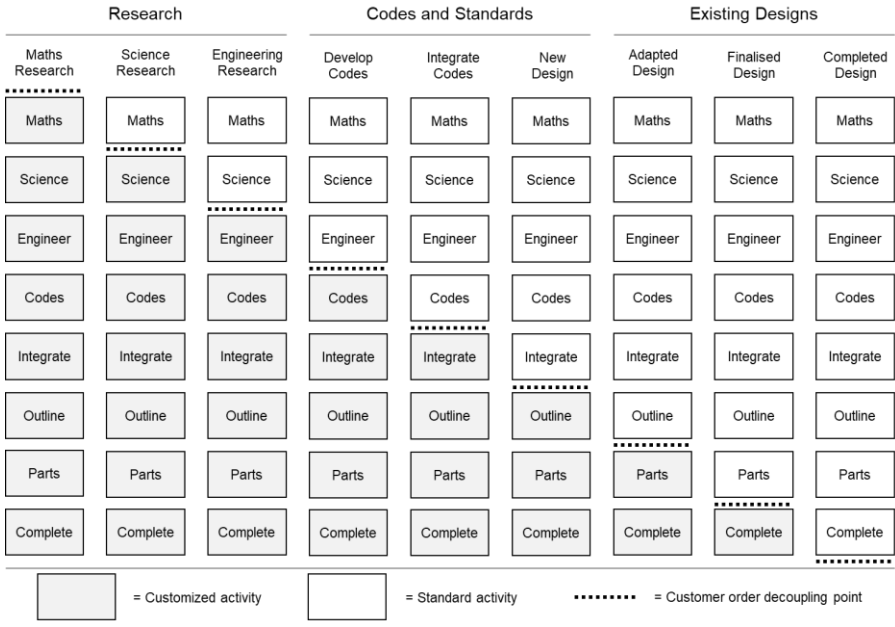 Research Codes and Standards Existing Designs
Maths Research Science Research Engineering Research Develop Codes Integrate Codes New Design Adapted Design Finalised Design Completed Design
Maths Maths Maths Maths Maths Maths Maths Maths Maths
Science Science Science Science Science Science Science Science Science
Engineer Engineer Engineer Engineer Engineer Engineer Engineer Engineer Engineer
Codes Codes Codes Codes Codes Codes Codes Codes Codes
Integrate Integrate Integrate Integrate Integrate Integrate Integrate Integrate Integrate
Outline Outline Outline Outline Outline Outline Outline Outline Outline
Parts Parts Parts Parts Parts Parts Parts Parts Parts
Complete Complete Complete Complete Complete Complete Complete Complete Complete
= Customized activity = Standard activity = Customer order decoupling point